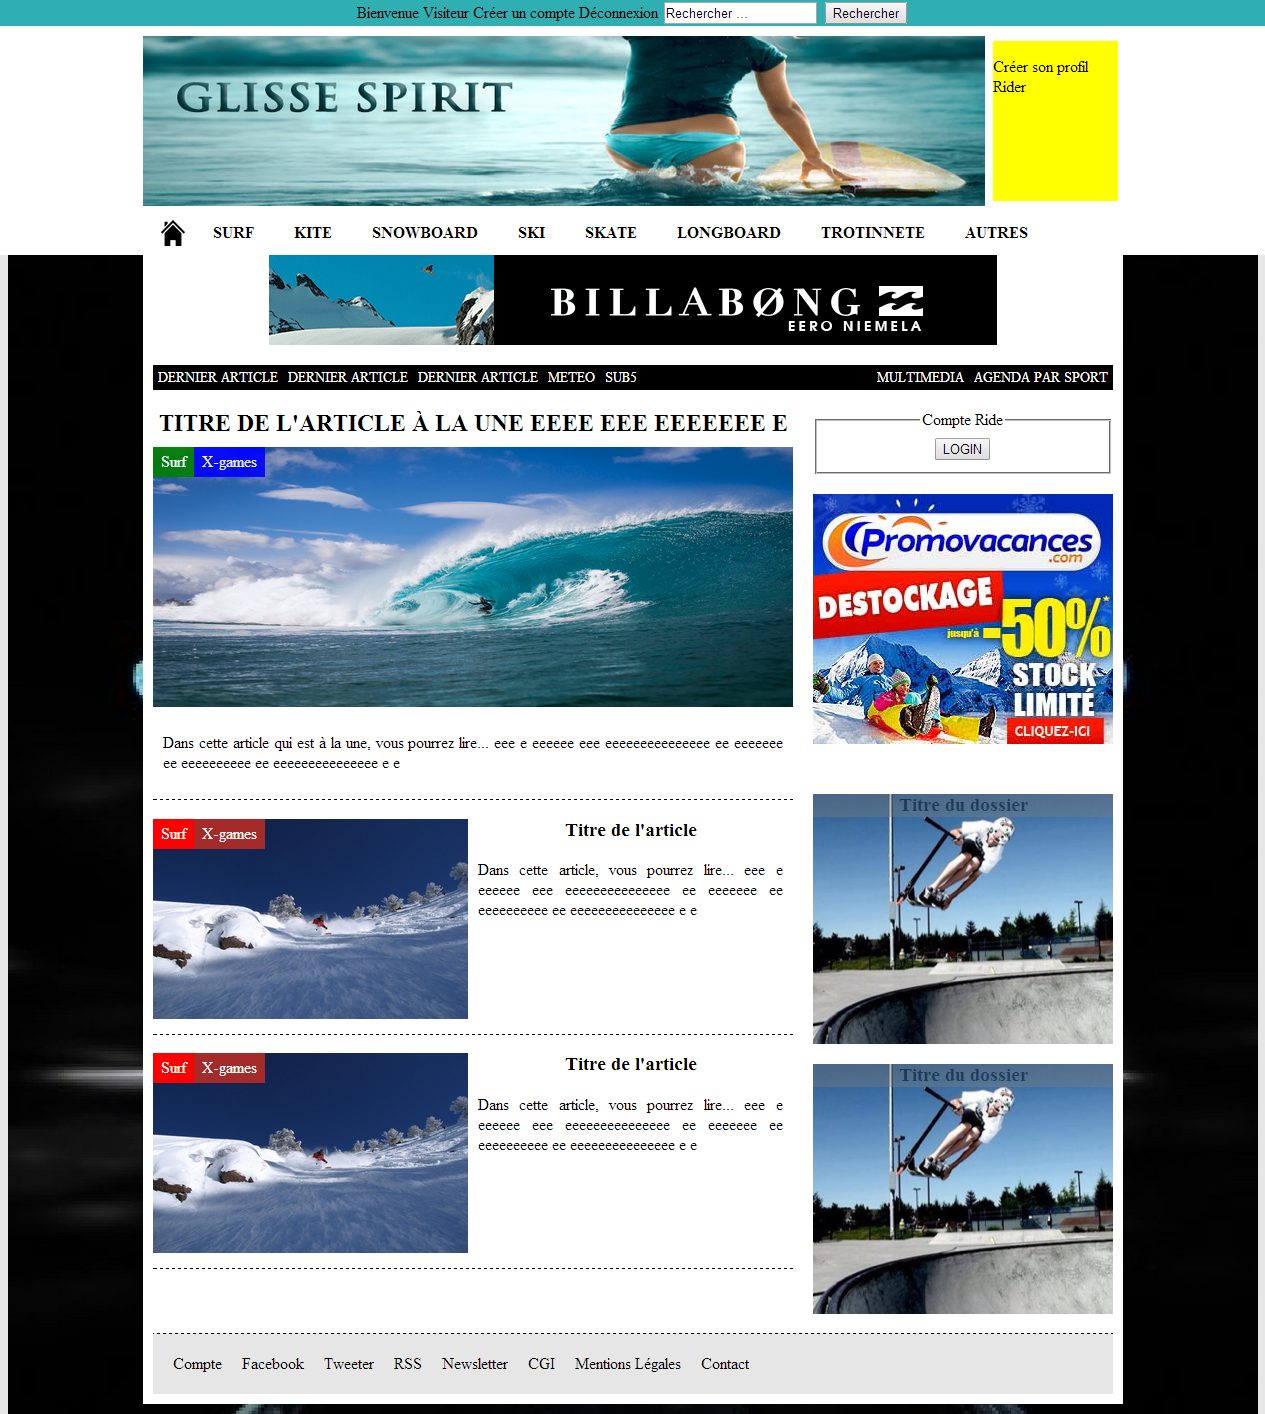 Bienvenue Visiteur Créer un compte Déconnexion Rechercher ... Rechercher
GLISSE SPIRIT
Créer son profil
Rider
SURF KITE SNOWBOARD SKI SKATE LONGBOARD TROTINNETE AUTRES
BILLABØNG
EERO NIEMELA
DERNIER ARTICLE DERNIER ARTICLE DERNIER ARTICLE METEO SUB5 MULTIMEDIA AGENDA PAR SPORT
TITRE DE L'ARTICLE À LA UNE EEEE EEE EEEEEEE E
Surf X-games
Dans cette article qui est à la une, vous pourrez lire... eee e eeeeee eee eeeeeeeeeeeeeee ee eeeeeee
ee eeeeeeeeee ee eeeeeeeeeeeeeee e e
Compte Ride
LOGIN
Promovacances
.com
DESTOCKAGE
jusqu'à -50%*
STOCK
LIMITÉ
CLIQUEZ-ICI
Surf X-games
Titre de l'article
Dans cette article, vous pourrez lire... eee e
eeeeee eee eeeeeeeeeeeeeee ee eeeeeee ee
eeeeeeeeee ee eeeeeeeeeeeeeee e e
Titre du dossier
Surf X-games
Titre de l'article
Dans cette article, vous pourrez lire... eee e
eeeeee eee eeeeeeeeeeeeeee ee eeeeeee ee
eeeeeeeeee ee eeeeeeeeeeeeeee e e
Titre du dossier
Compte Facebook Tweeter RSS Newsletter CGI Mentions Légales Contact